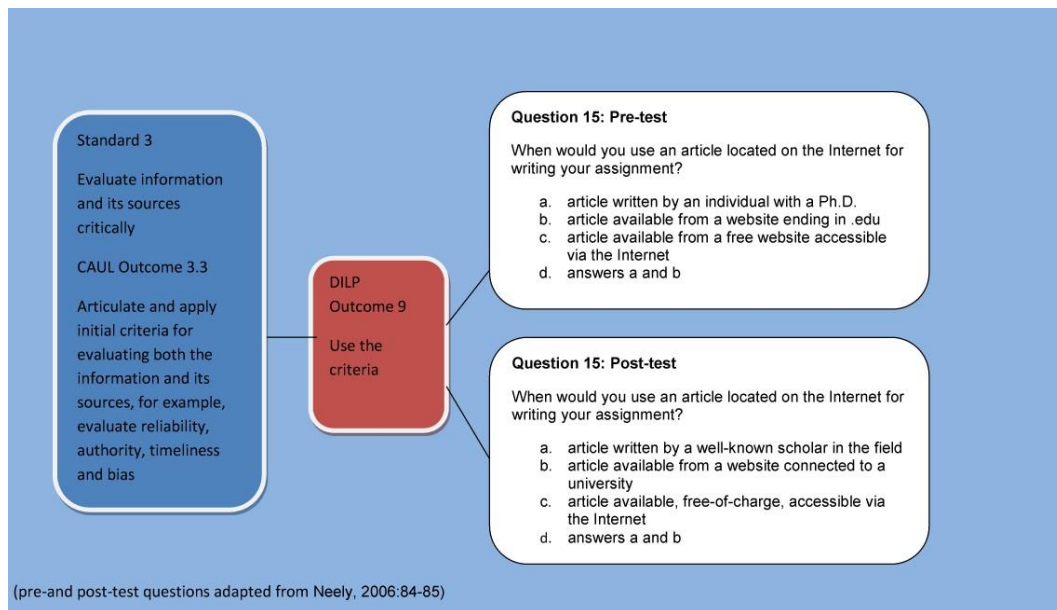 Standard 3
Evaluate information
and its sources
critically
CAUL Outcome 3.3
Articulate and apply
initial criteria for
evaluating both the
information and its
sources, for example,
evaluate reliability,
authority, timeliness
and bias
DILP
Outcome 9
Use the
criteria
Question 15: Pre-test
When would you use an article located on the Internet for
writing your assignment?
a. article written by an individual with a Ph.D.
b. article available from a website ending in .edu
c. article available from a free website accessible
via the Internet
d. answers a and b
Question 15: Post-test
When would you use an article located on the Internet for
writing your assignment?
a. article written by a well-known scholar in the field
b. article available from a website connected to a
university
c. article available, free-of-charge, accessible via
the Internet
d. answers a and b
(pre-and post-test questions adapted from Neely, 2006:84-85)